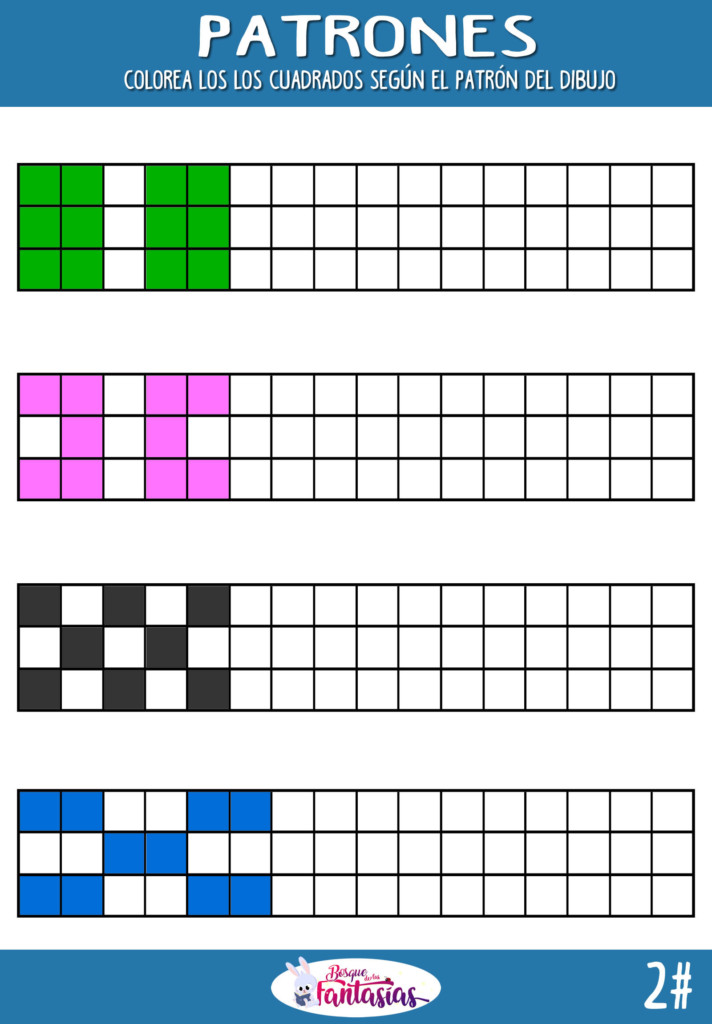 PATRONES
COLOREA LOS LOS CUADRADOS SEGÚN EL PATRÓN DEL DIBUJO
Bosque de las
Fantasías
2#